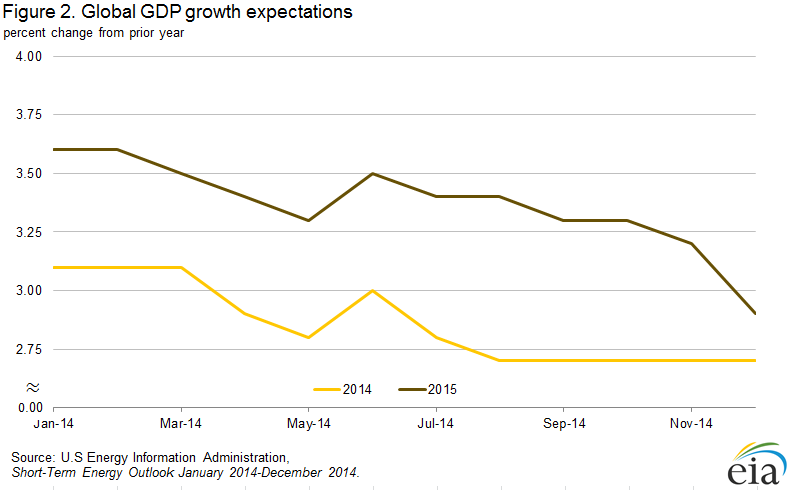 Figure 2. Global GDP growth expectations
percent change from prior year
4.00
3.75
3.50
3.25
3.00
2.75
≈
0.00
2014 2015
Jan-14 Mar-14 May-14 Jul-14 Sep-14 Nov-14
Source: U.S Energy Information Administration,
Short-Term Energy Outlook January 2014-December 2014.
eia